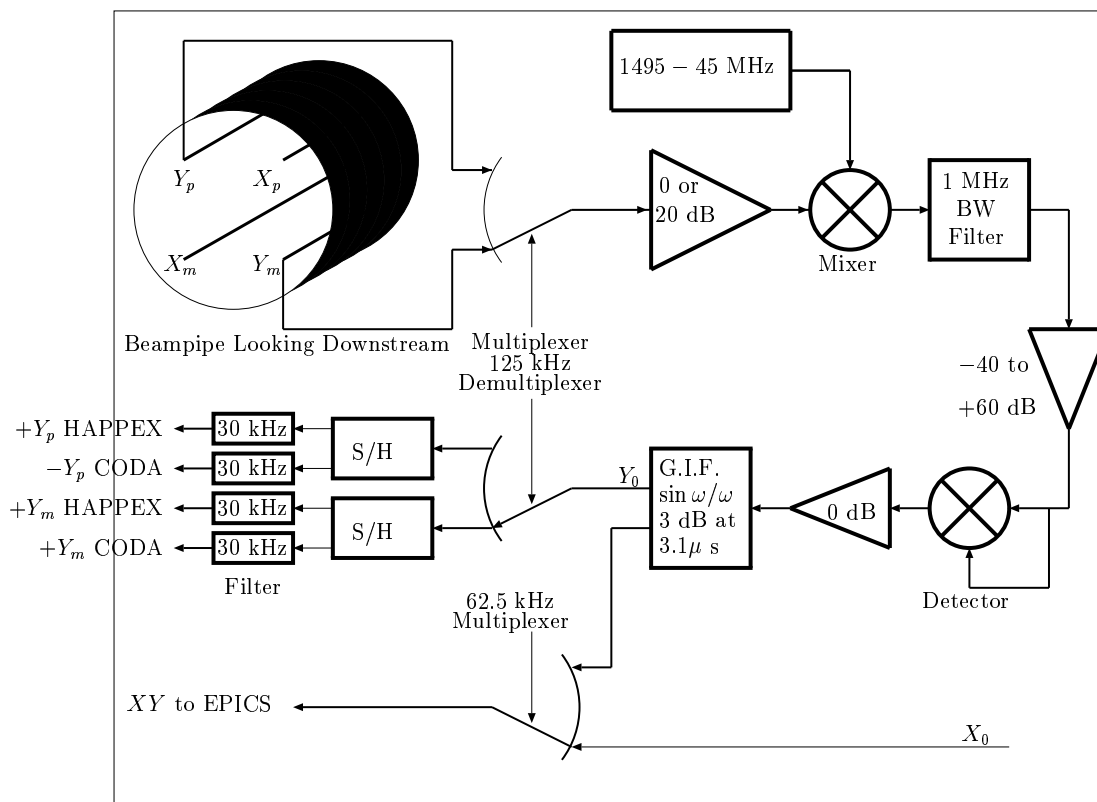 1495 − 45 MHz
Y_p
X_p
X_m
Y_m
Beampipe Looking Downstream
0 or
20 dB
Mixer
1 MHz
BW
Filter
Multiplexer
125 kHz
Demultiplexer
−40 to
+60 dB
+Y_p HAPPEX
30 kHz
S/H
−Y_p CODA
30 kHz
+Y_m HAPPEX
30 kHz
S/H
+Y_m CODA
30 kHz
Filter
Y_0
G.I.F.
sin ω/ω
3 dB at
3.1μ s
0 dB
Detector
62.5 kHz
Multiplexer
XY to EPICS
X_0